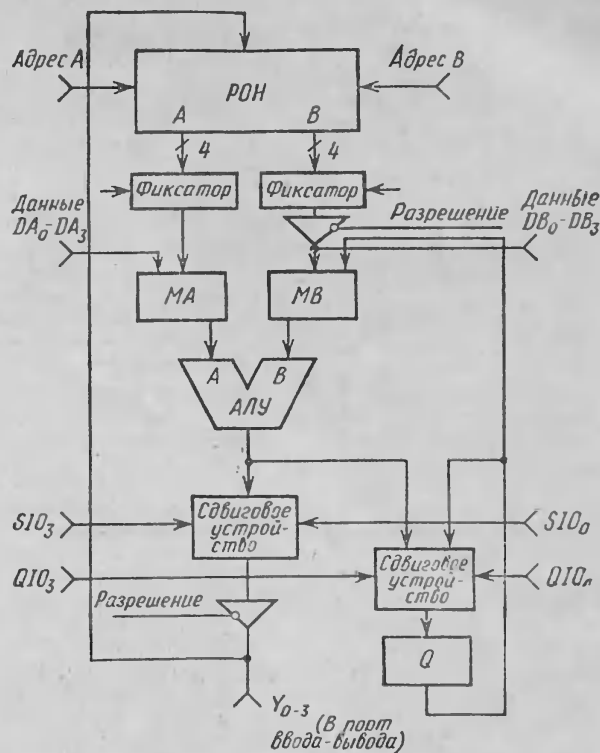 Адрес А
Адрес В
РОН
А
В
4
4
Фиксатор
Фиксатор
Данные
DA₀-DA₃
Разрешение
Данные
DB₀-DB₃
МА
МВ
А
В
АЛУ
SIO₃
Сдвиговое
устрой-
ство
SIO₀
QIO₃
Сдвиговое
устрой-
ство
Разрешение
Q
Y₀₋₃
(В порт
ввода-вывода)